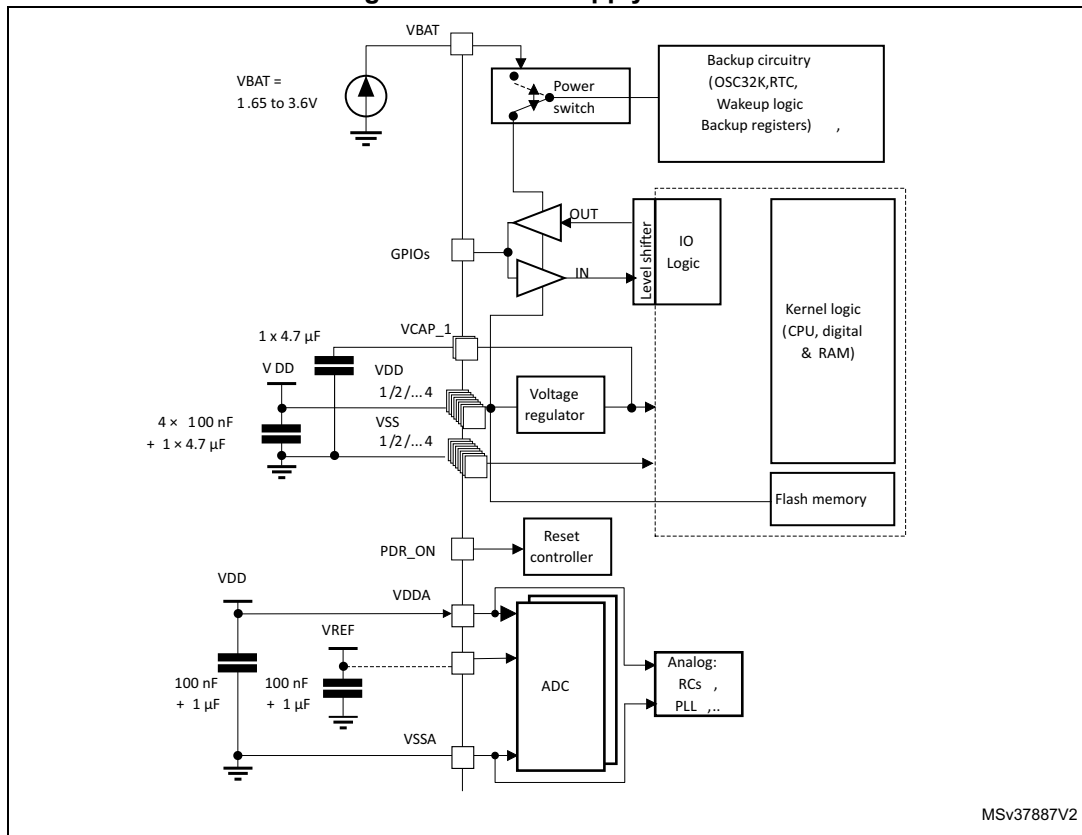 VBAT
VBAT =
1.65 to 3.6V
Power
switch
Backup circuitry
(OSC32K,RTC,
Wakeup logic
Backup registers) ,
OUT
GPIOs
IN
Level shifter
IO
Logic
Kernel logic
(CPU, digital
& RAM)
VCAP_1
1 x 4.7 µF
V DD
VDD
1/2/... 4
Voltage
regulator
4 × 100 nF
+ 1 × 4.7 µF
VSS
1/2/... 4
Flash memory
PDR_ON
Reset
controller
VDD
VDDA
VREF
100 nF
+ 1 µF
100 nF
+ 1 µF
ADC
Analog:
RCs ,
PLL ,..
VSSA
MSv37887V2